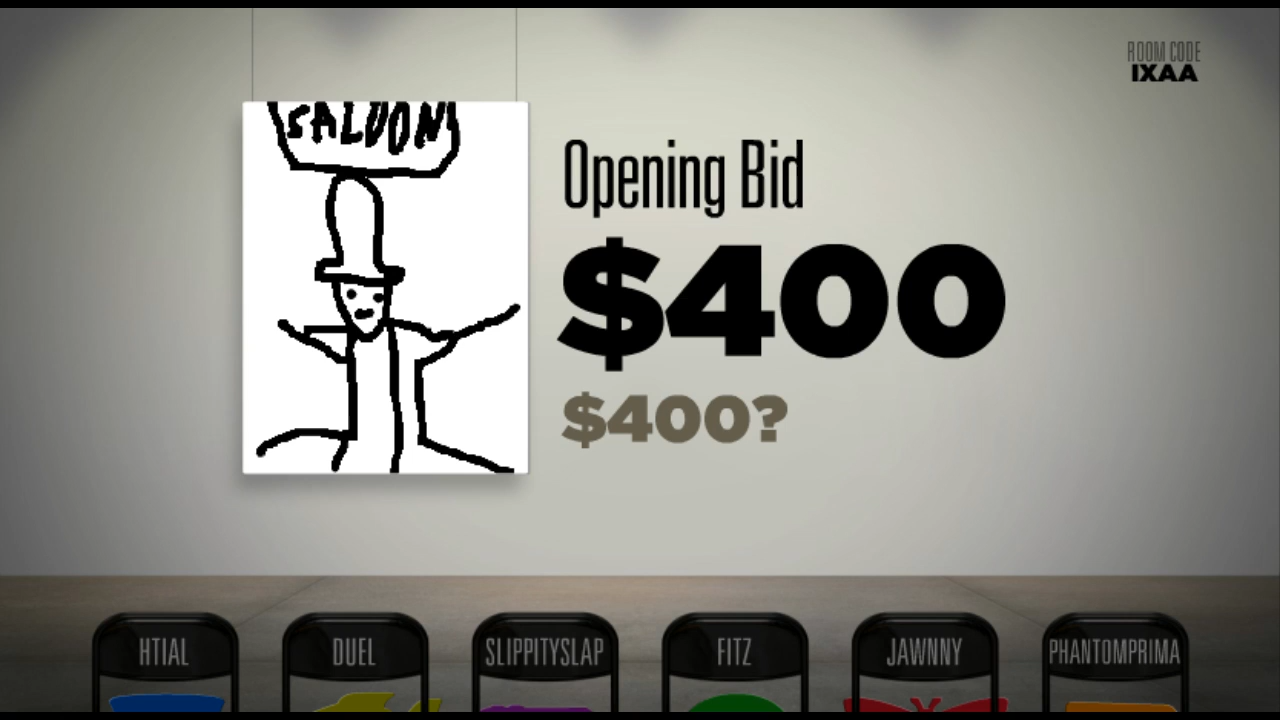 ROOM CODE
IXAA
SALOON
Opening Bid
$400
$400?
HTIAL
DUEL
SLIPPITYSLAP
FITZ
JAWNNY
PHANTOMPRIMA